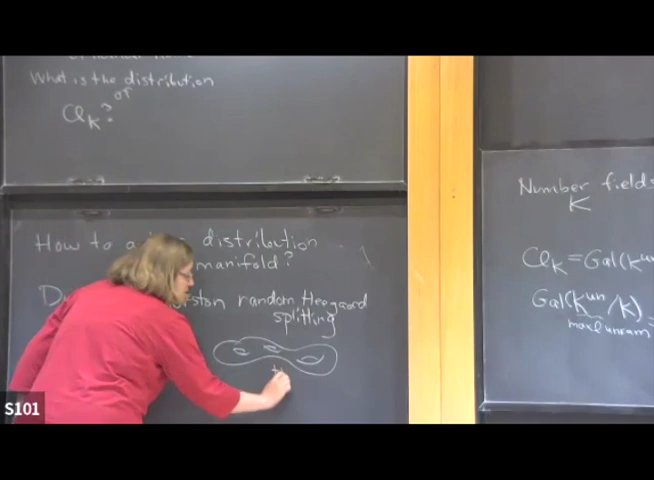 What is the distribution
of
Cl_K?
How to a distribution
manifold?
random Heegaard
splitting
Number fields
K
Cl_K = Gal(K^un
Gal(K^un/K)
max'l unram
S101